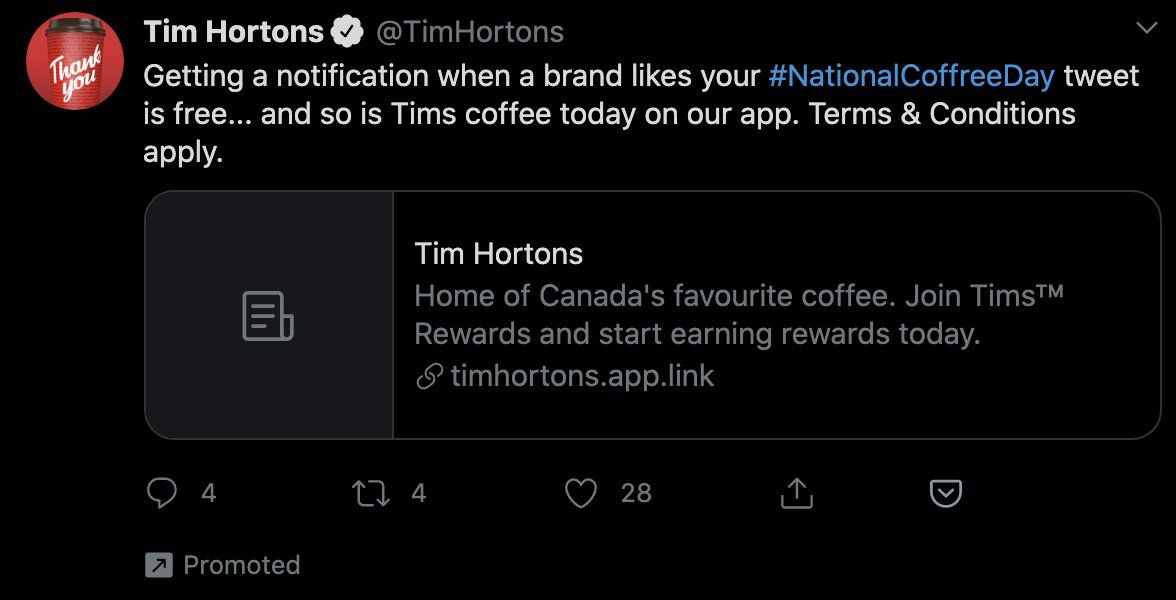 Thank you
Tim Hortons @TimHortons
Getting a notification when a brand likes your #NationalCoffreeDay tweet
is free... and so is Tims coffee today on our app. Terms & Conditions
apply.
Tim Hortons
Home of Canada's favourite coffee. Join Tims™
Rewards and start earning rewards today.
timhortons.app.link
4 4 28
Promoted